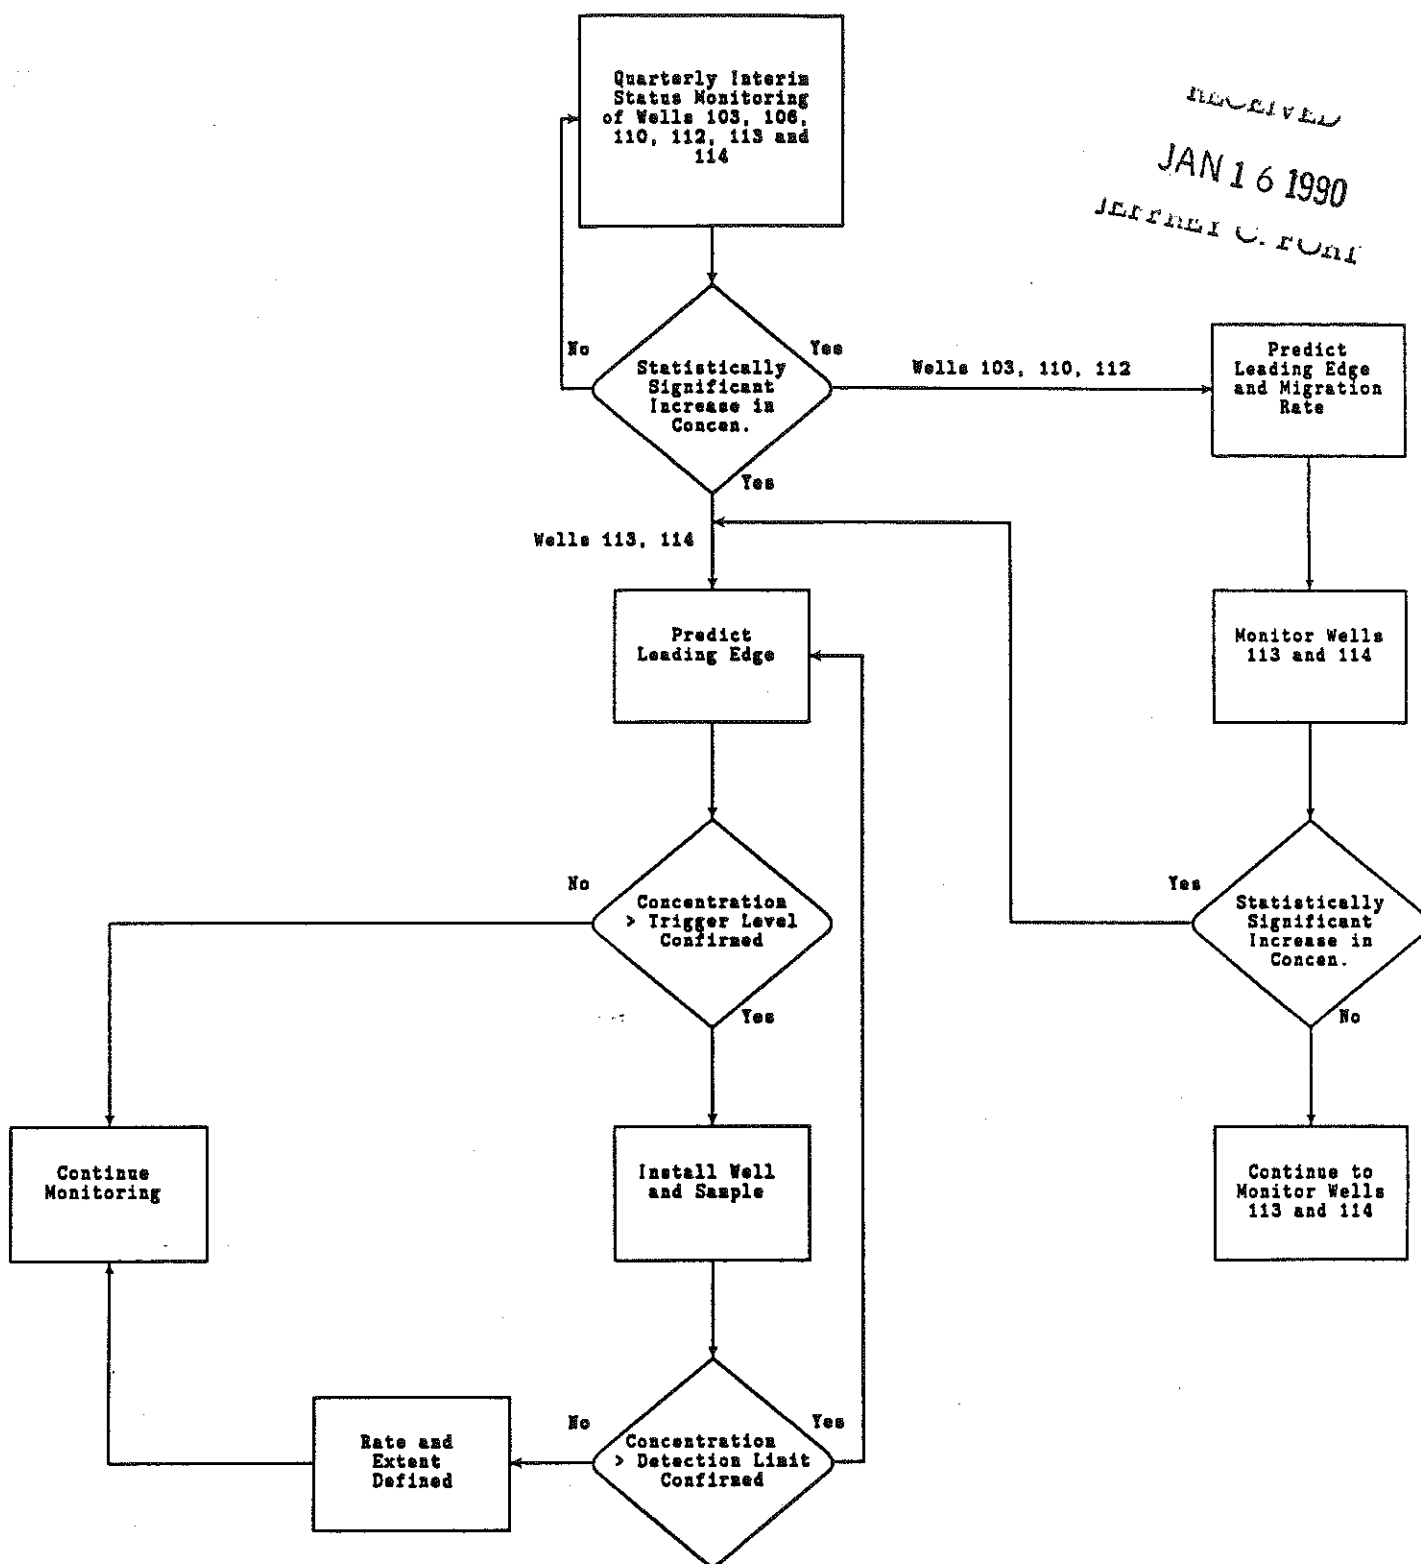 Quarterly Interim
Status Monitoring
of Wells 103, 106,
110, 112, 113 and
114
RECEIVED
JAN 16 1990
JEFFREY C. FORT
No
Yes
Statistically
Significant
Increase in
Concen.
Wells 103, 110, 112
Predict
Leading Edge
and Migration
Rate
Yes
Wells 113, 114
Predict
Leading Edge
Monitor Wells
113 and 114
No
Concentration
> Trigger Level
Confirmed
Yes
Yes
Statistically
Significant
Increase in
Concen.
No
Continue
Monitoring
Install Well
and Sample
Continue to
Monitor Wells
113 and 114
Rate and
Extent
Defined
No
Yes
Concentration
> Detection Limit
Confirmed